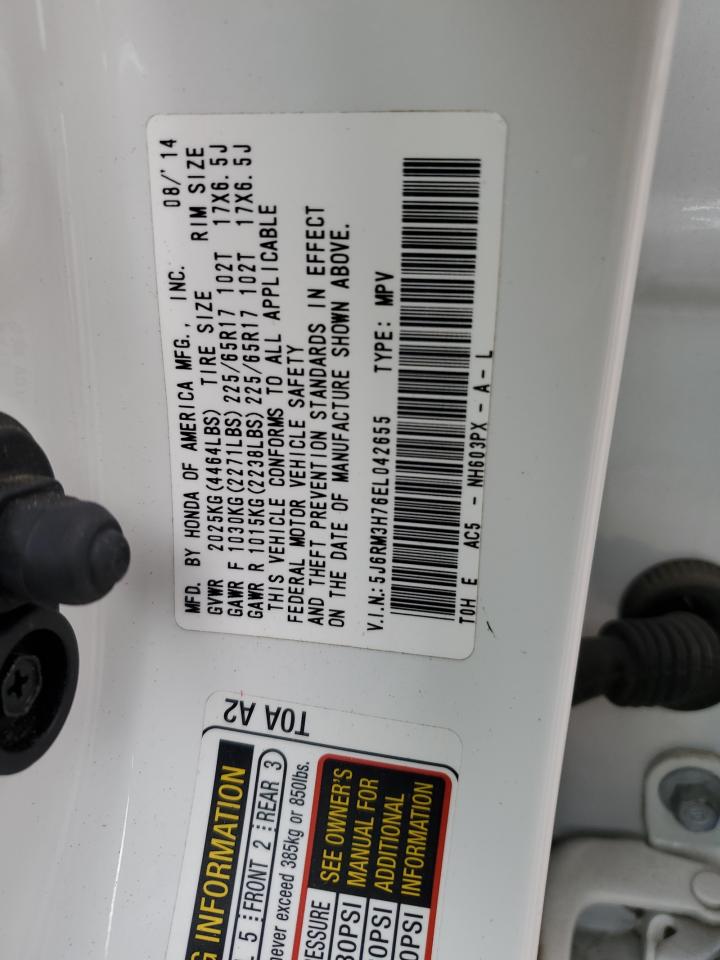 MFD. BY HONDA OF AMERICA MFG., INC. 08/'14
GVWR 2025KG(4464LBS) TIRE SIZE RIM SIZE
GAWR F 1030KG(2271LBS) 225/65R17 102T 17X6.5J
GAWR R 1015KG(2238LBS) 225/65R17 102T 17X6.5J
THIS VEHICLE CONFORMS TO ALL APPLICABLE
FEDERAL MOTOR VEHICLE SAFETY
AND THEFT PREVENTION STANDARDS IN EFFECT
ON THE DATE OF MANUFACTURE SHOWN ABOVE.
V.I.N.: 5J6RM3H76EL042655 TYPE: MPV
T0H E AC5 - NH603PX - A - L
T0A A2
INFORMATION
5 FRONT 2 REAR 3
never exceed 385kg or 850lbs.
SEE OWNER'S
MANUAL FOR
ADDITIONAL
INFORMATION